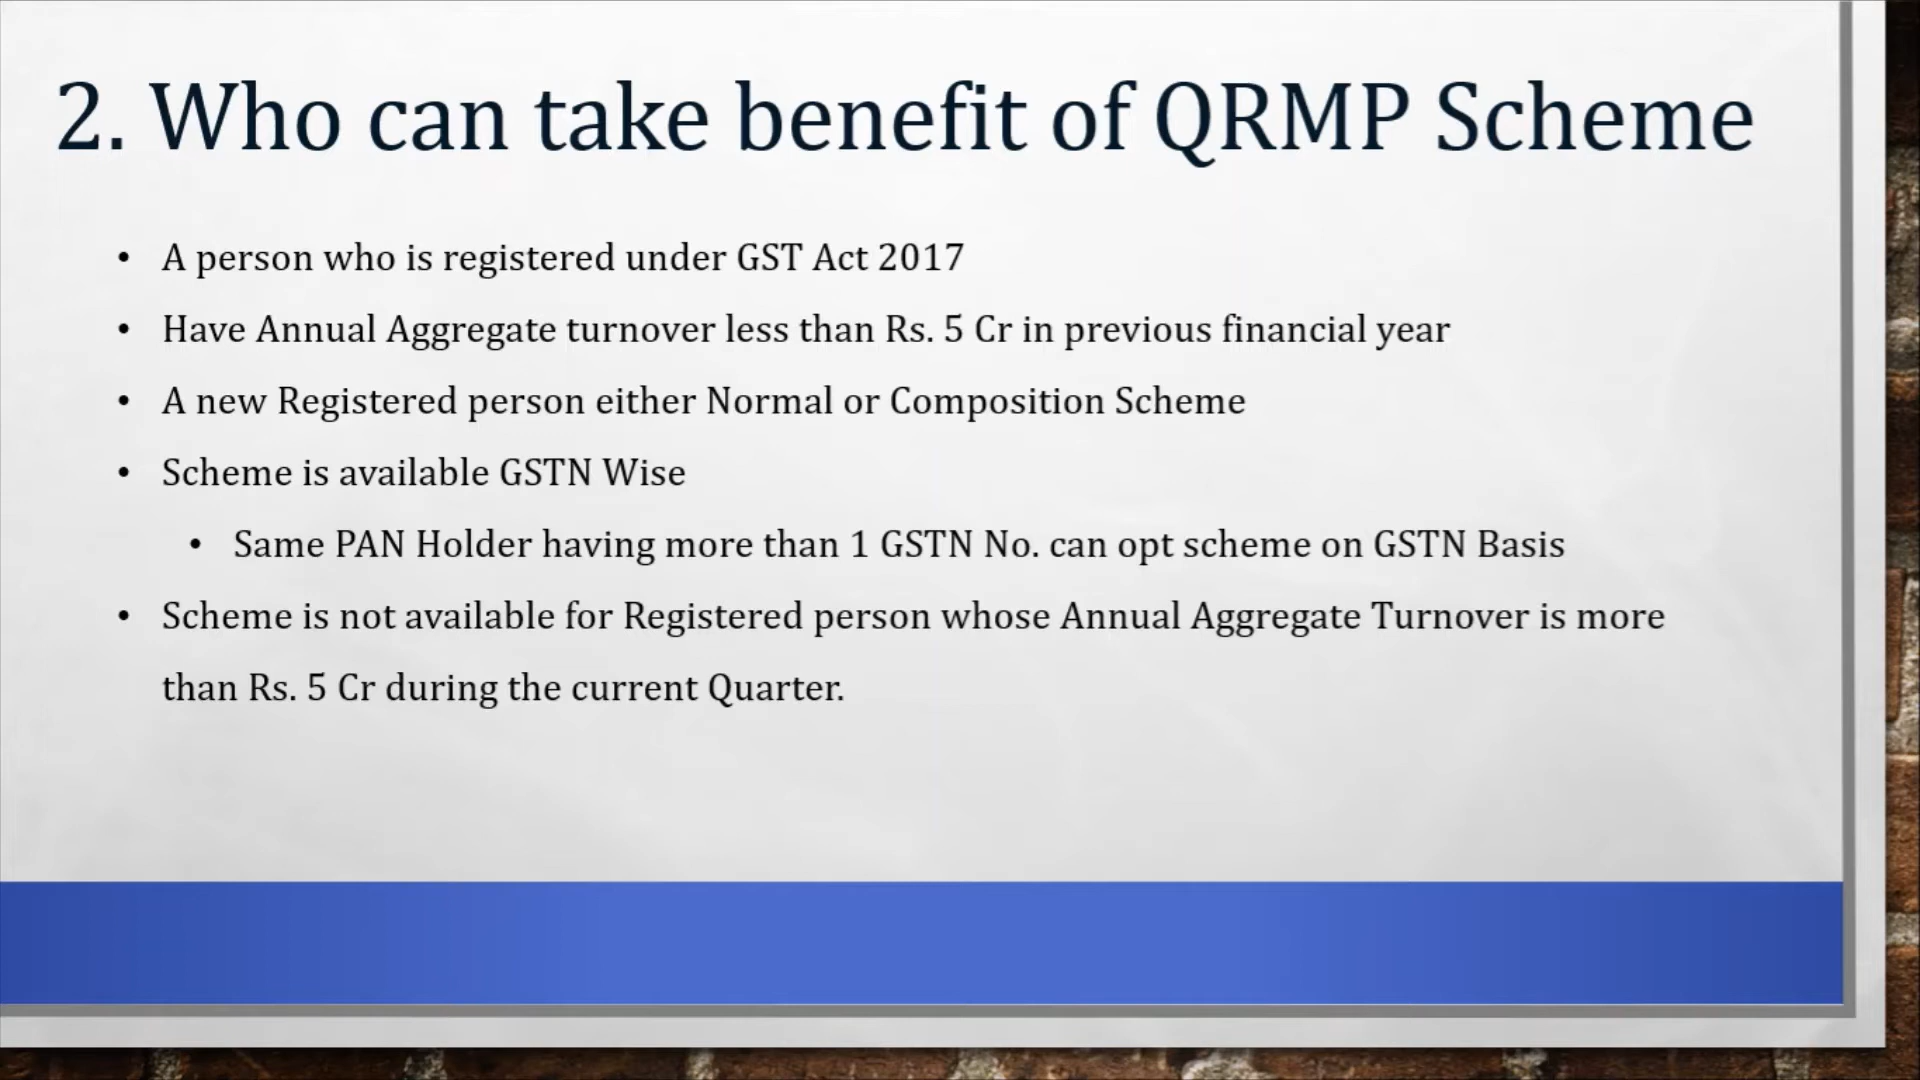 2. Who can take benefit of QRMP Scheme
• A person who is registered under GST Act 2017
• Have Annual Aggregate turnover less than Rs. 5 Cr in previous financial year
• A new Registered person either Normal or Composition Scheme
• Scheme is available GSTN Wise
• Same PAN Holder having more than 1 GSTN No. can opt scheme on GSTN Basis
• Scheme is not available for Registered person whose Annual Aggregate Turnover is more
than Rs. 5 Cr during the current Quarter.